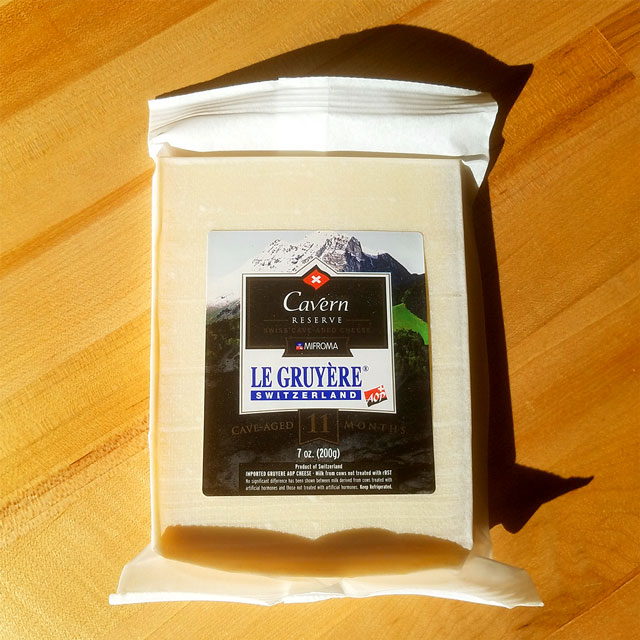 Cavern
RESERVE
SWISS CAVE-AGED CHEESE
MIFROMA
LE GRUYÈRE®
SWITZERLAND
AOP
CAVE-AGED 11 MONTHS
7 oz. (200g)
Product of Switzerland
IMPORTED GRUYERE AOP CHEESE · Milk from cows not treated with rBST
No significant difference has been shown between milk derived from cows treated with
artificial hormones and those not treated with artificial hormones. Keep Refrigerated.